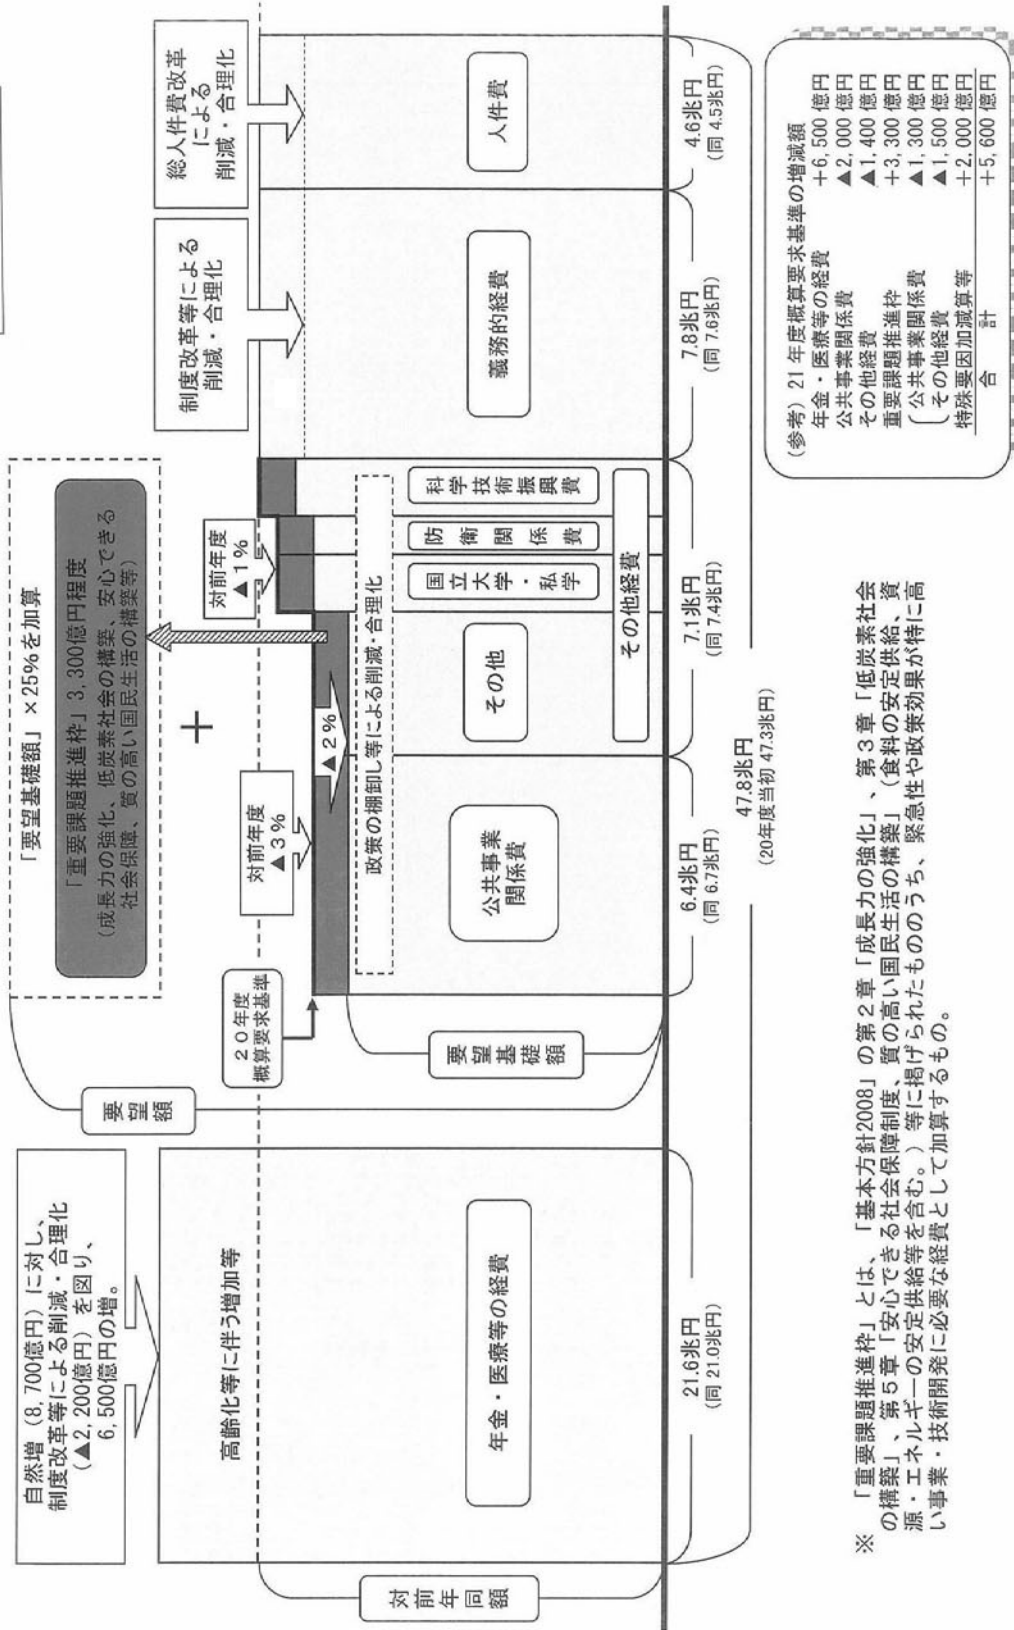 自然増（8,700億円）に対し、
制度改革等による削減・合理化
（▲2,200億円）を図り、
6,500億円の増。
高齢化等に伴う増加等
年金・医療等の経費
対前年同額
21.6兆円
（同 21.0兆円）
要望額
「要望基礎額」×25%を加算
「重要課題推進枠」3,300億円程度
（成長力の強化、低炭素社会の構築、安心できる
社会保障、質の高い国民生活の構築等）
＋
20年度
概算要求基準
対前年度
▲3%
対前年度
▲1%
▲2%
要望基礎額
政策の棚卸し等による削減・合理化
公共事業
関係費
その他
国立大学・私学
防衛関係費
科学技術振興費
その他経費
6.4兆円
（同 6.7兆円）
7.1兆円
（同 7.4兆円）
制度改革等による
削減・合理化
義務的経費
7.8兆円
（同 7.6兆円）
総人件費改革
による
削減・合理化
人件費
4.6兆円
（同 4.5兆円）
47.8兆円
（20年度当初 47.3兆円）
（参考）21年度概算要求基準の増減額
年金・医療等の経費 ＋6,500億円
公共事業関係費 ▲2,000億円
その他経費 ▲1,400億円
重要課題推進枠 ＋3,300億円
公共事業関係費 ▲1,300億円
その他経費 ▲1,500億円
特殊要因加減算等 ＋2,000億円
合 計 ＋5,600億円
※ 「重要課題推進枠」とは、「基本方針2008」の第2章「成長力の強化」、第3章「低炭素社会
の構築」、第5章「安心できる社会保障制度、質の高い国民生活の構築」（食料の安定供給、資
源・エネルギーの安定供給等を含む。）等に掲げられたもののうち、緊急性や政策効果が特に高
い事業・技術開発に必要な経費として加算するもの。